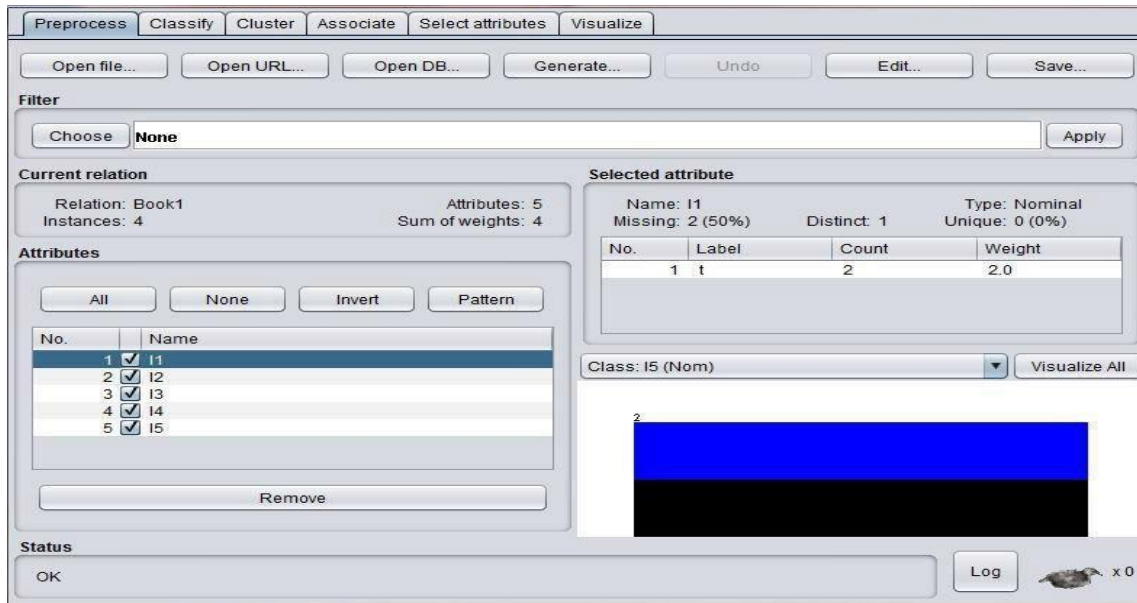 Preprocess Classify Cluster Associate Select attributes Visualize
Open file... Open URL... Open DB... Generate... Undo Edit... Save...
Filter
Choose None Apply
Current relation
Relation: Book1 Attributes: 5
Instances: 4 Sum of weights: 4
Selected attribute
Name: I1 Type: Nominal
Missing: 2 (50%) Distinct: 1 Unique: 0 (0%)
No. Label Count Weight
1 t 2 2.0
Attributes
All None Invert Pattern
No. Name
1 I1
2 I2
3 I3
4 I4
5 I5
Remove
Class: I5 (Nom) Visualize All
2
Status
OK Log x 0